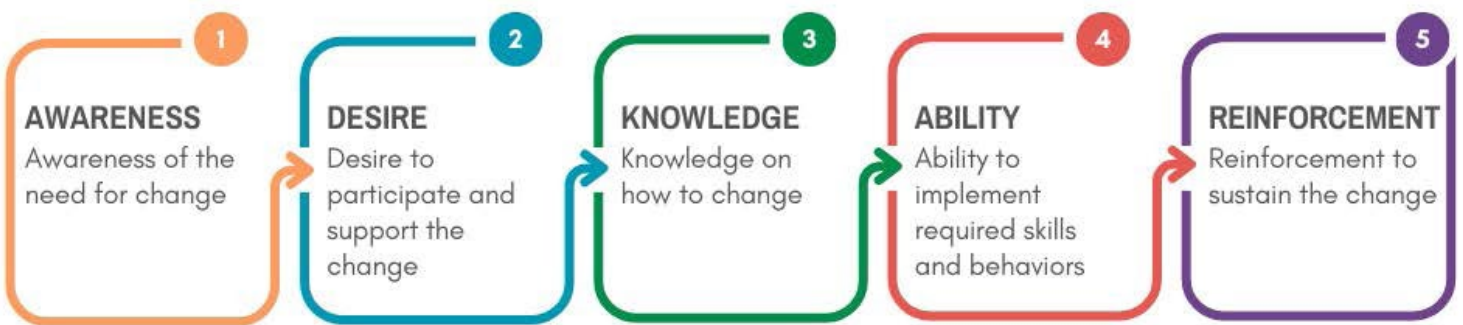 1
AWARENESS
Awareness of the
need for change
2
DESIRE
Desire to
participate and
support the
change
3
KNOWLEDGE
Knowledge on
how to change
4
ABILITY
Ability to
implement
required skills
and behaviors
5
REINFORCEMENT
Reinforcement to
sustain the change